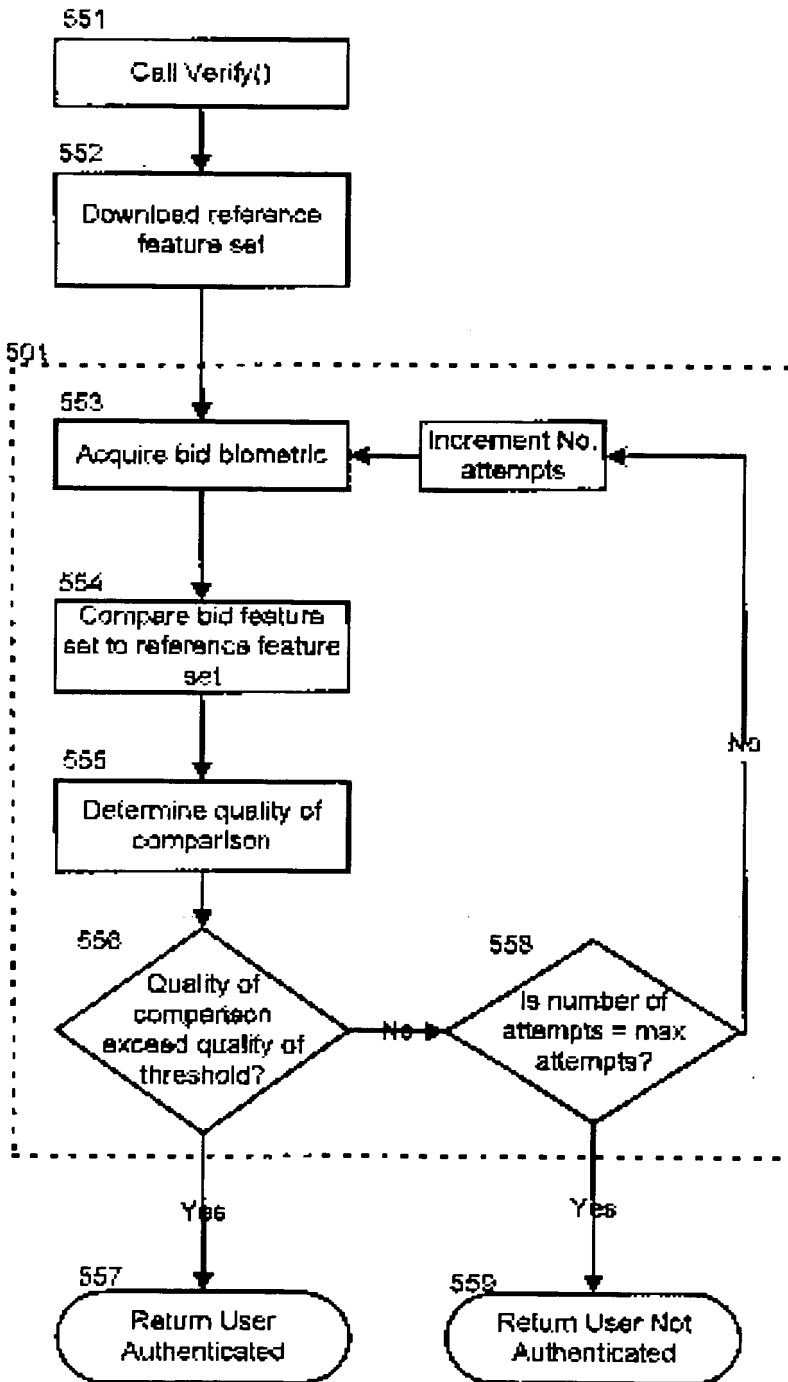 551
Call Verify()
552
Download reference
feature set
501
553
Acquire bid biometric
Increment No.
attempts
554
Compare bid feature
set to reference feature
set
No
555
Determine quality of
comparison
556
Quality of
comparison
exceed quality of
threshold?
No
558
Is number of
attempts = max
attempts?
Yes
Yes
557
Return User
Authenticated
559
Return User Not
Authenticated